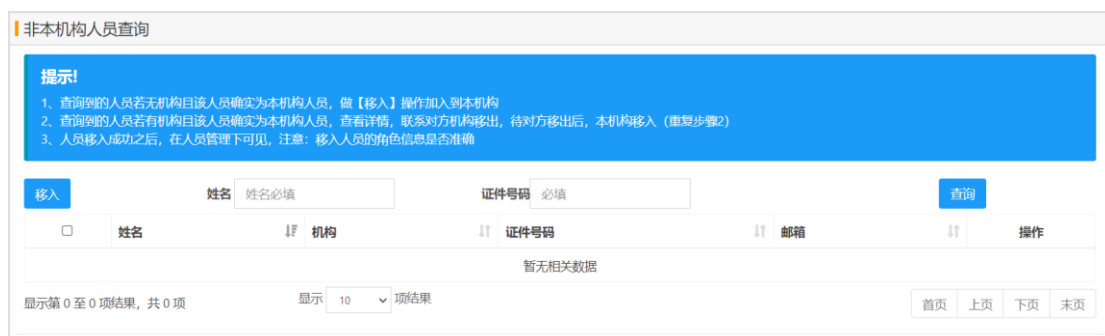 非本机构人员查询
提示!
1、查询到的人员若无机构且该人员确实为本机构人员，做【移入】操作加入到本机构
2、查询到的人员若有机构且该人员确实为本机构人员，查看详情，联系对方机构移出，待对方移出后，本机构移入（重复步骤2）
3、人员移入成功之后，在人员管理下可见，注意：移入人员的角色信息是否准确
移入 姓名 姓名必填 证件号码 必填 查询
姓名 机构 证件号码 邮箱 操作
暂无相关数据
显示第 0 至 0 项结果，共 0 项 显示 10 项结果 首页 上页 下页 末页